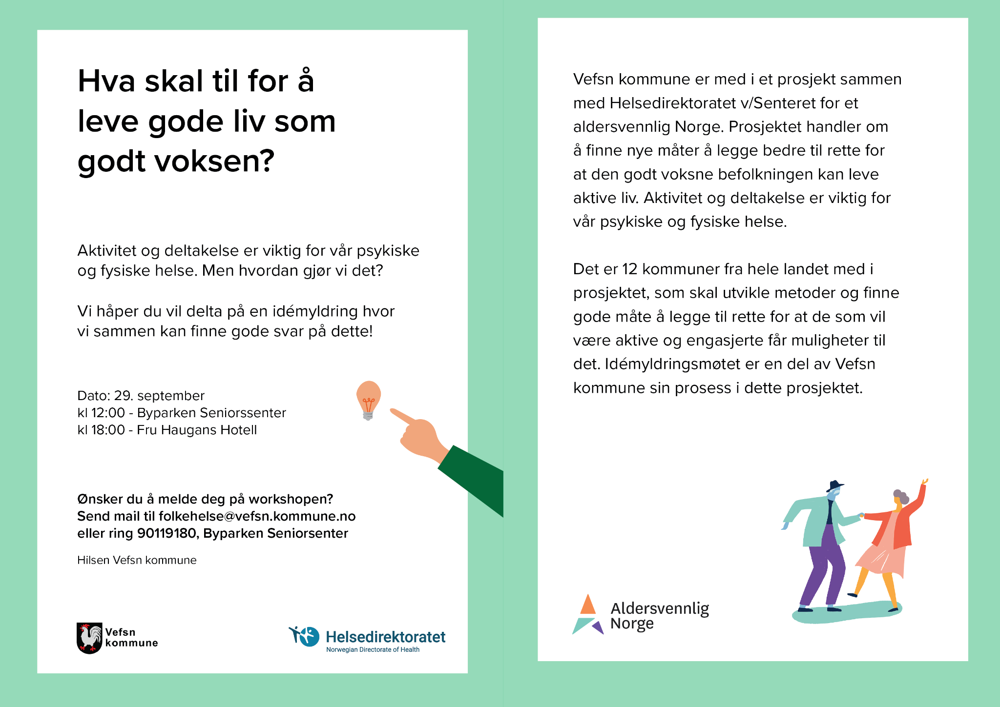 Hva skal til for å
leve gode liv som
godt voksen?
Aktivitet og deltakelse er viktig for vår psykiske
og fysiske helse. Men hvordan gjør vi det?
Vi håper du vil delta på en idémyldring hvor
vi sammen kan finne gode svar på dette!
Dato: 29. september
kl 12:00 - Byparken Seniorssenter
kl 18:00 - Fru Haugans Hotell
Ønsker du å melde deg på workshopen?
Send mail til folkehelse@vefsn.kommune.no
eller ring 90119180, Byparken Seniorsenter
Hilsen Vefsn kommune
Vefsn
kommune
Helsedirektoratet
Norwegian Directorate of Health
Vefsn kommune er med i et prosjekt sammen
med Helsedirektoratet v/Senteret for et
aldersvennlig Norge. Prosjektet handler om
å finne nye måter å legge bedre til rette for
at den godt voksne befolkningen kan leve
aktive liv. Aktivitet og deltakelse er viktig for
vår psykiske og fysiske helse.
Det er 12 kommuner fra hele landet med i
prosjektet, som skal utvikle metoder og finne
gode måte å legge til rette for at de som vil
være aktive og engasjerte får muligheter til
det. Idémyldringsmøtet er en del av Vefsn
kommune sin prosess i dette prosjektet.
Aldersvennlig
Norge